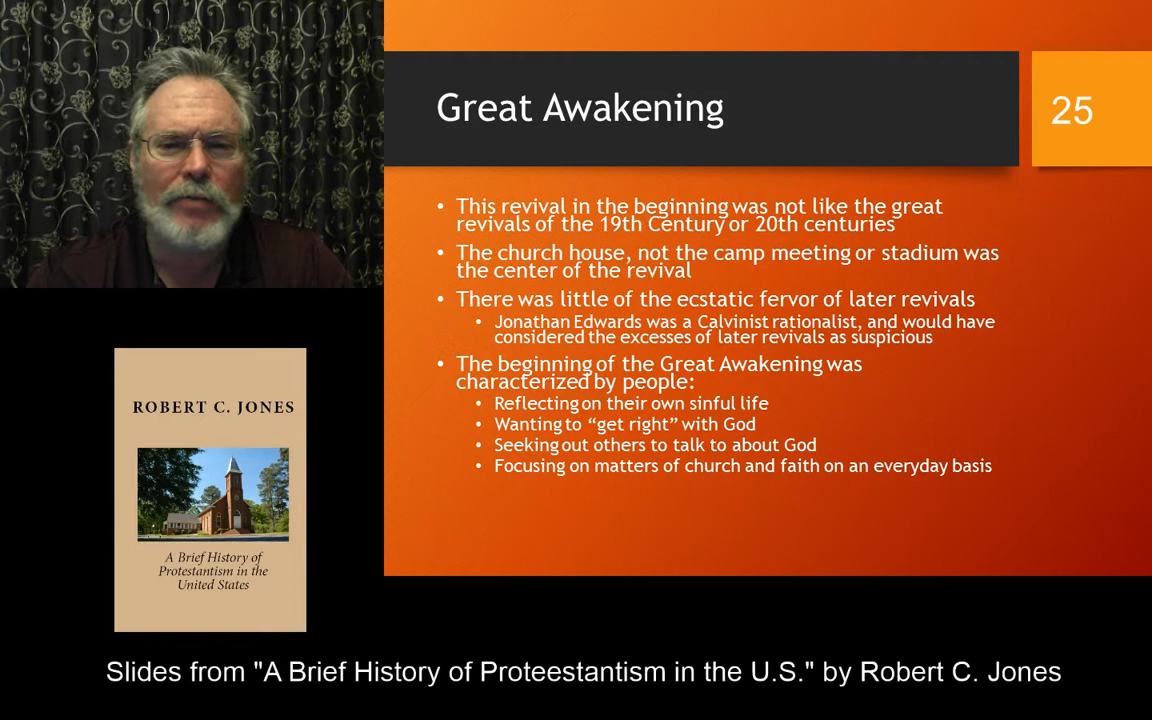 Great Awakening
25
• This revival in the beginning was not like the great
revivals of the 19th Century or 20th centuries
• The church house, not the camp meeting or stadium was
the center of the revival
• There was little of the ecstatic fervor of later revivals
• Jonathan Edwards was a Calvinist rationalist, and would have
considered the excesses of later revivals as suspicious
• The beginning of the Great Awakening was
characterized by people:
• Reflecting on their own sinful life
• Wanting to “get right” with God
• Seeking out others to talk to about God
• Focusing on matters of church and faith on an everyday basis
ROBERT C. JONES
A Brief History of
Protestantism in the
United States
Slides from "A Brief History of Proteestantism in the U.S." by Robert C. Jones